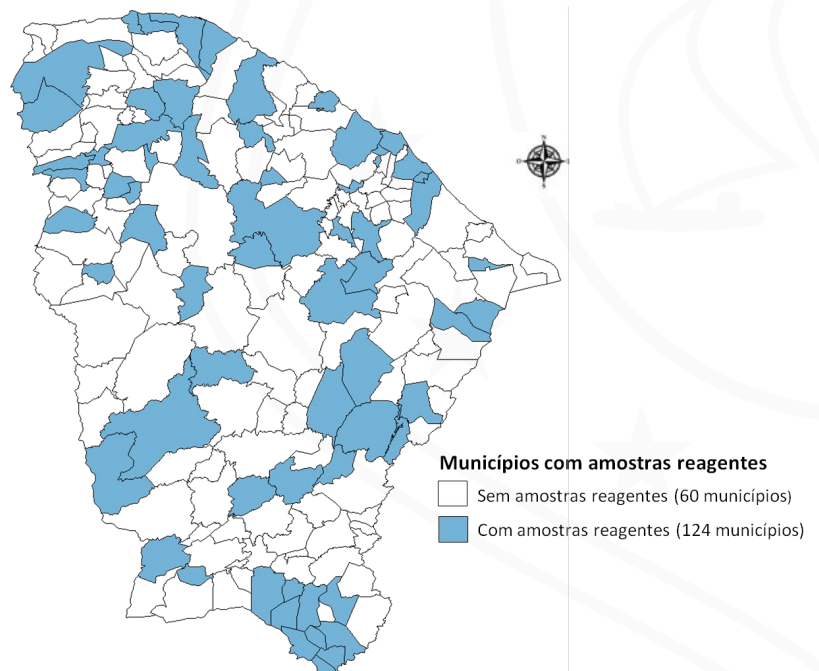 N
O
L
S
Municípios com amostras reagentes
Sem amostras reagentes (60 municípios)
Com amostras reagentes (124 municípios)